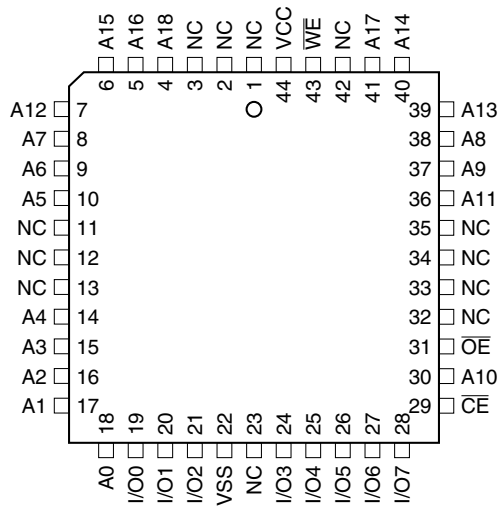 A15 A16 A18 NC NC NC VCC W̅E̅ NC A17 A14
6 5 4 3 2 1 44 43 42 41 40
A12 7 39 A13
A7 8 38 A8
A6 9 37 A9
A5 10 36 A11
NC 11 35 NC
NC 12 34 NC
NC 13 33 NC
A4 14 32 NC
A3 15 31 O̅E̅
A2 16 30 A10
A1 17 29 C̅E̅
18 19 20 21 22 23 24 25 26 27 28
A0 I/O0 I/O1 I/O2 VSS NC I/O3 I/O4 I/O5 I/O6 I/O7